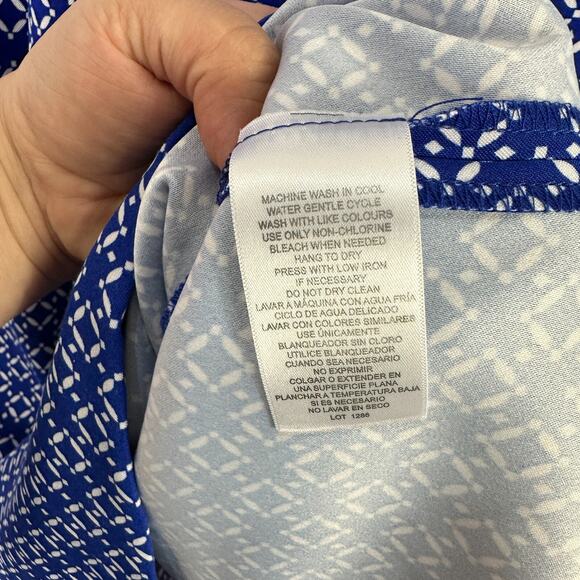 MACHINE WASH IN COOL
WATER GENTLE CYCLE
WASH WITH LIKE COLOURS
USE ONLY NON-CHLORINE
BLEACH WHEN NEEDED
HANG TO DRY
PRESS WITH LOW IRON
IF NECESSARY
DO NOT DRY CLEAN
LAVAR A MÁQUINA CON AGUA FRÍA
CICLO DE AGUA DELICADO
LAVAR CON COLORES SIMILARES
USE ÚNICAMENTE
BLANQUEADOR SIN CLORO
UTILICE BLANQUEADOR
CUANDO SEA NECESARIO
NO EXPRIMIR
COLGAR O EXTENDER EN
UNA SUPERFICIE PLANA
PLANCHAR A TEMPERATURA BAJA
SI ES NECESARIO
NO LAVAR EN SECO
LOT 1286